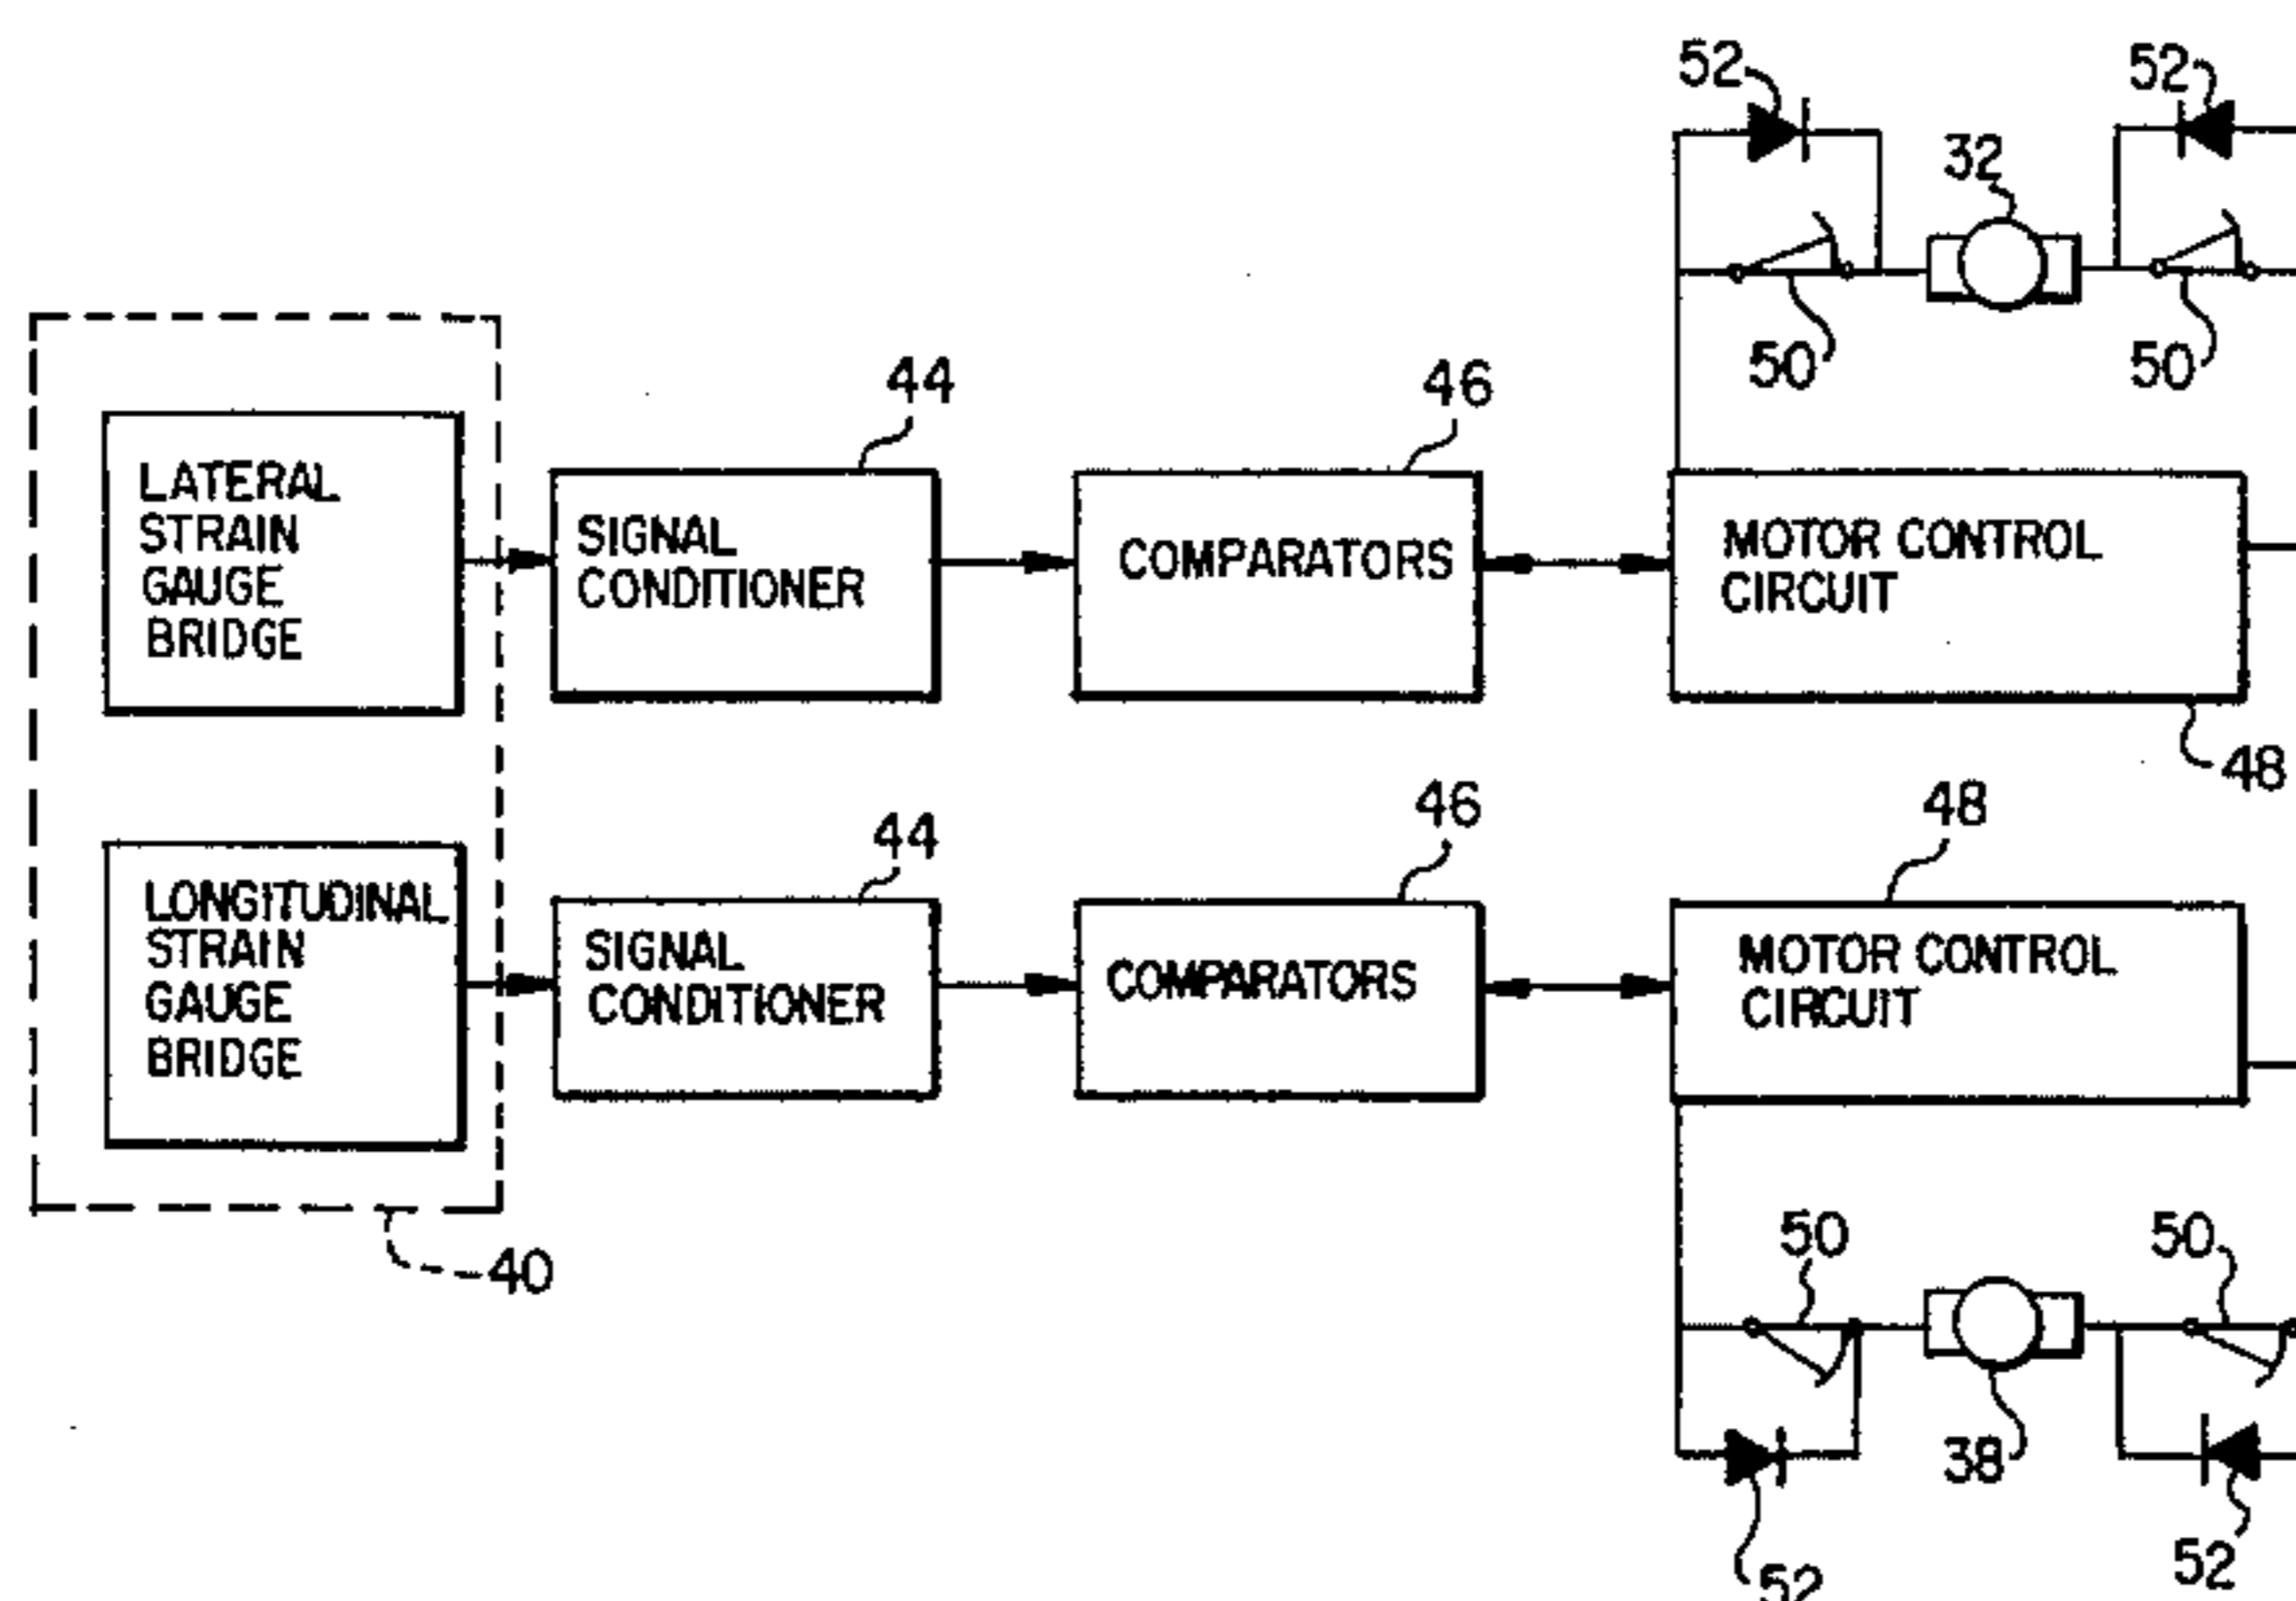 52
52
32
50
50
44
46
LATERAL
STRAIN
GAUGE
BRIDGE
SIGNAL
CONDITIONER
COMPARATORS
MOTOR CONTROL
CIRCUIT
48
44
46
48
LONGITUDINAL
STRAIN
GAUGE
BRIDGE
SIGNAL
CONDITIONER
COMPARATORS
MOTOR CONTROL
CIRCUIT
40
50
50
38
52
52